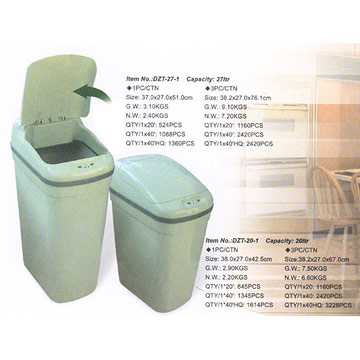 Item No.:DZT-27-1 Capacity: 27ltr
◆1PC/CTN ◆3PC/CTN
Size: 37.0x27.0x51.0cm Size: 38.2x27.0x76.1cm
G.W.: 3.10KGS G.W.: 9.10KGS
N.W.: 2.40KGS N.W.: 7.20KGS
QTY/1x20': 524PCS QTY/1x20': 1160PCS
QTY/1x40': 1088PCS QTY/1x40': 2420PCS
QTY/1x40'HQ: 1360PCS QTY/1x40'HQ: 2420PCS
Item No.:DZT-20-1 Capacity: 20ltr
◆1PC/CTN ◆3PC/CTN
Size: 38.0x27.0x42.5cm Size: 38.2x27.0x67.0cm
G.W.: 2.90KGS G.W.: 7.50KGS
N.W.: 2.20KGS N.W.: 6.60KGS
QTY/1*20': 645PCS QTY/1x20: 1160PCS
QTY/1*40': 1345PCS QTY/1x40: 2420PCS
QTY/1*40'HQ: 1614PCS QTY/1x40HQ: 3228PCS